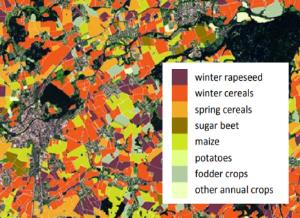 winter rapeseed
winter cereals
spring cereals
sugar beet
maize
potatoes
fodder crops
other annual crops